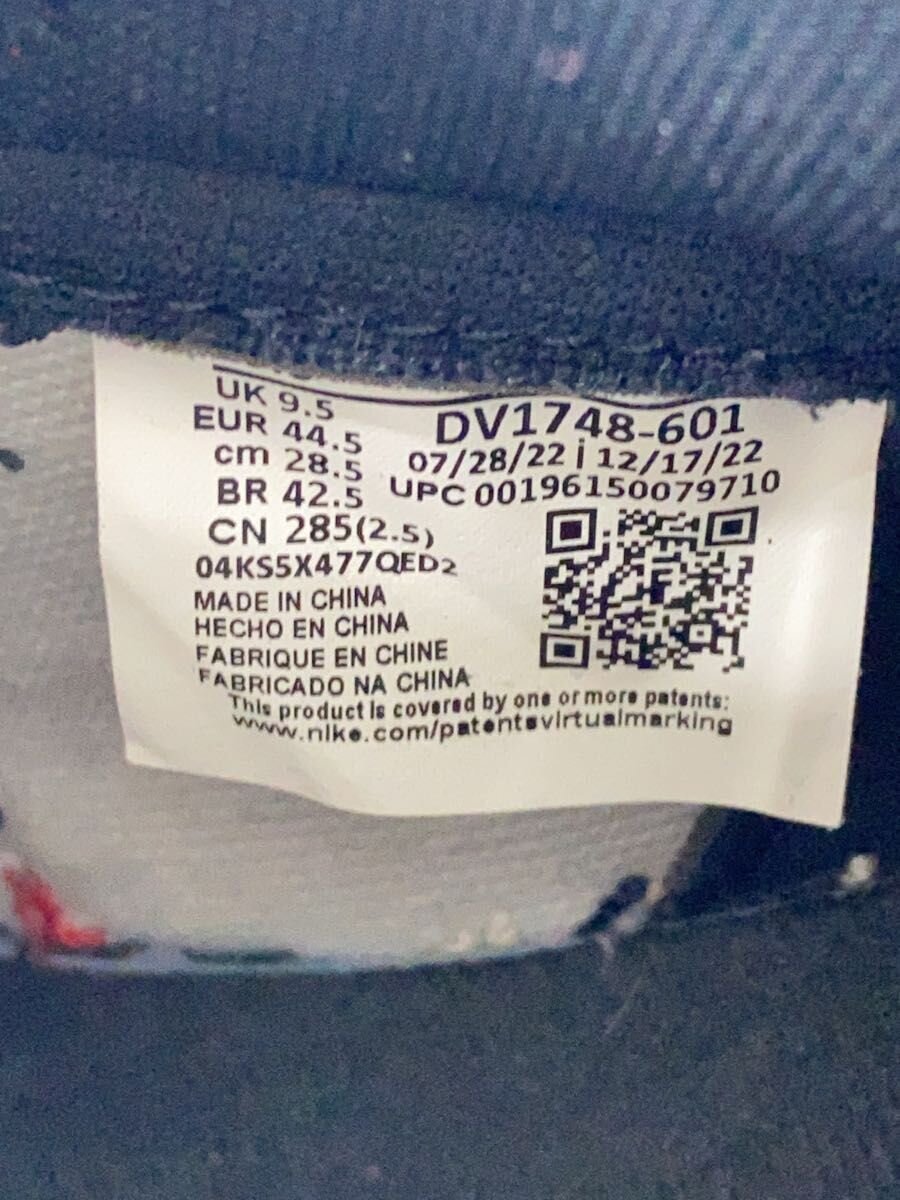 UK 9.5
EUR 44.5
cm 28.5
BR 42.5
CN 285(2.5)
04KS5X477QED2
MADE IN CHINA
HECHO EN CHINA
FABRIQUE EN CHINE
FABRICADO NA CHINA
DV1748-601
07/28/22 i 12/17/22
UPC 00196150079710
This product is covered by one or more patents:
www.nike.com/patentsvirtualmarking